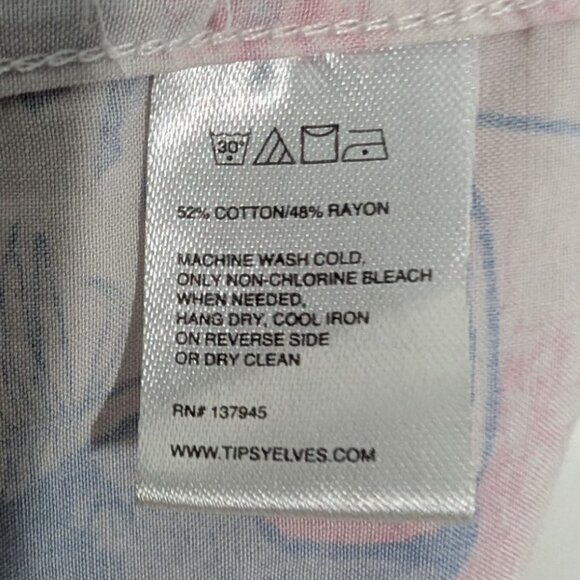 30°
52% COTTON/48% RAYON
MACHINE WASH COLD,
ONLY NON-CHLORINE BLEACH
WHEN NEEDED,
HANG DRY, COOL IRON
ON REVERSE SIDE
OR DRY CLEAN
RN# 137945
WWW.TIPSYELVES.COM